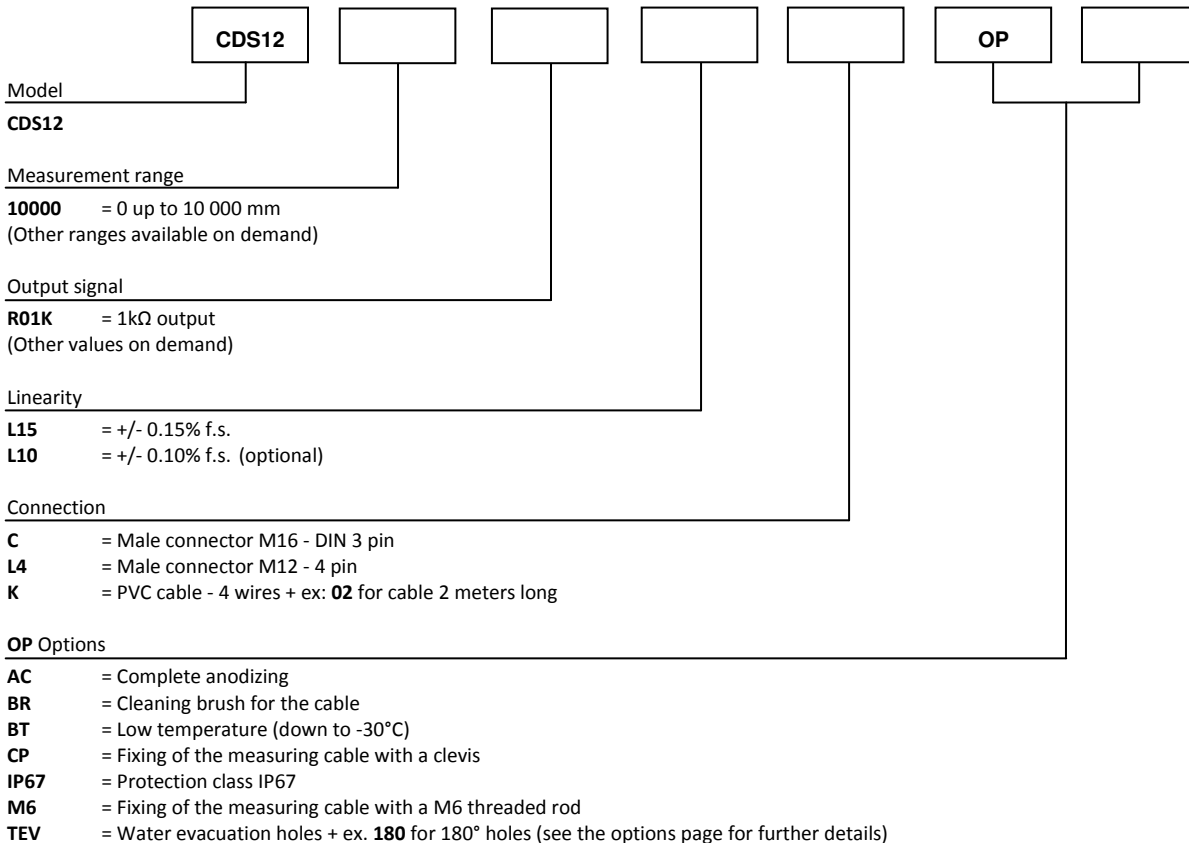 CDS12 OP
Model
CDS12
Measurement range
10000 = 0 up to 10 000 mm
(Other ranges available on demand)
Output signal
R01K = 1kΩ output
(Other values on demand)
Linearity
L15 = +/- 0.15% f.s.
L10 = +/- 0.10% f.s. (optional)
Connection
C = Male connector M16 - DIN 3 pin
L4 = Male connector M12 - 4 pin
K = PVC cable - 4 wires + ex: 02 for cable 2 meters long
OP Options
AC = Complete anodizing
BR = Cleaning brush for the cable
BT = Low temperature (down to -30°C)
CP = Fixing of the measuring cable with a clevis
IP67 = Protection class IP67
M6 = Fixing of the measuring cable with a M6 threaded rod
TEV = Water evacuation holes + ex. 180 for 180° holes (see the options page for further details)